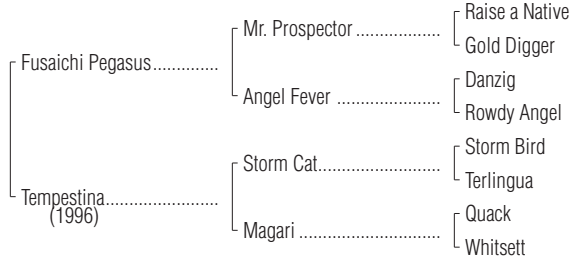 Raise a Native
Mr. Prospector ..................
Gold Digger
Fusaichi Pegasus..............
Danzig
Angel Fever ......................
Rowdy Angel
Storm Bird
Storm Cat..........................
Terlingua
Tempestina........................
(1996)
Quack
Magari ..............................
Whitsett